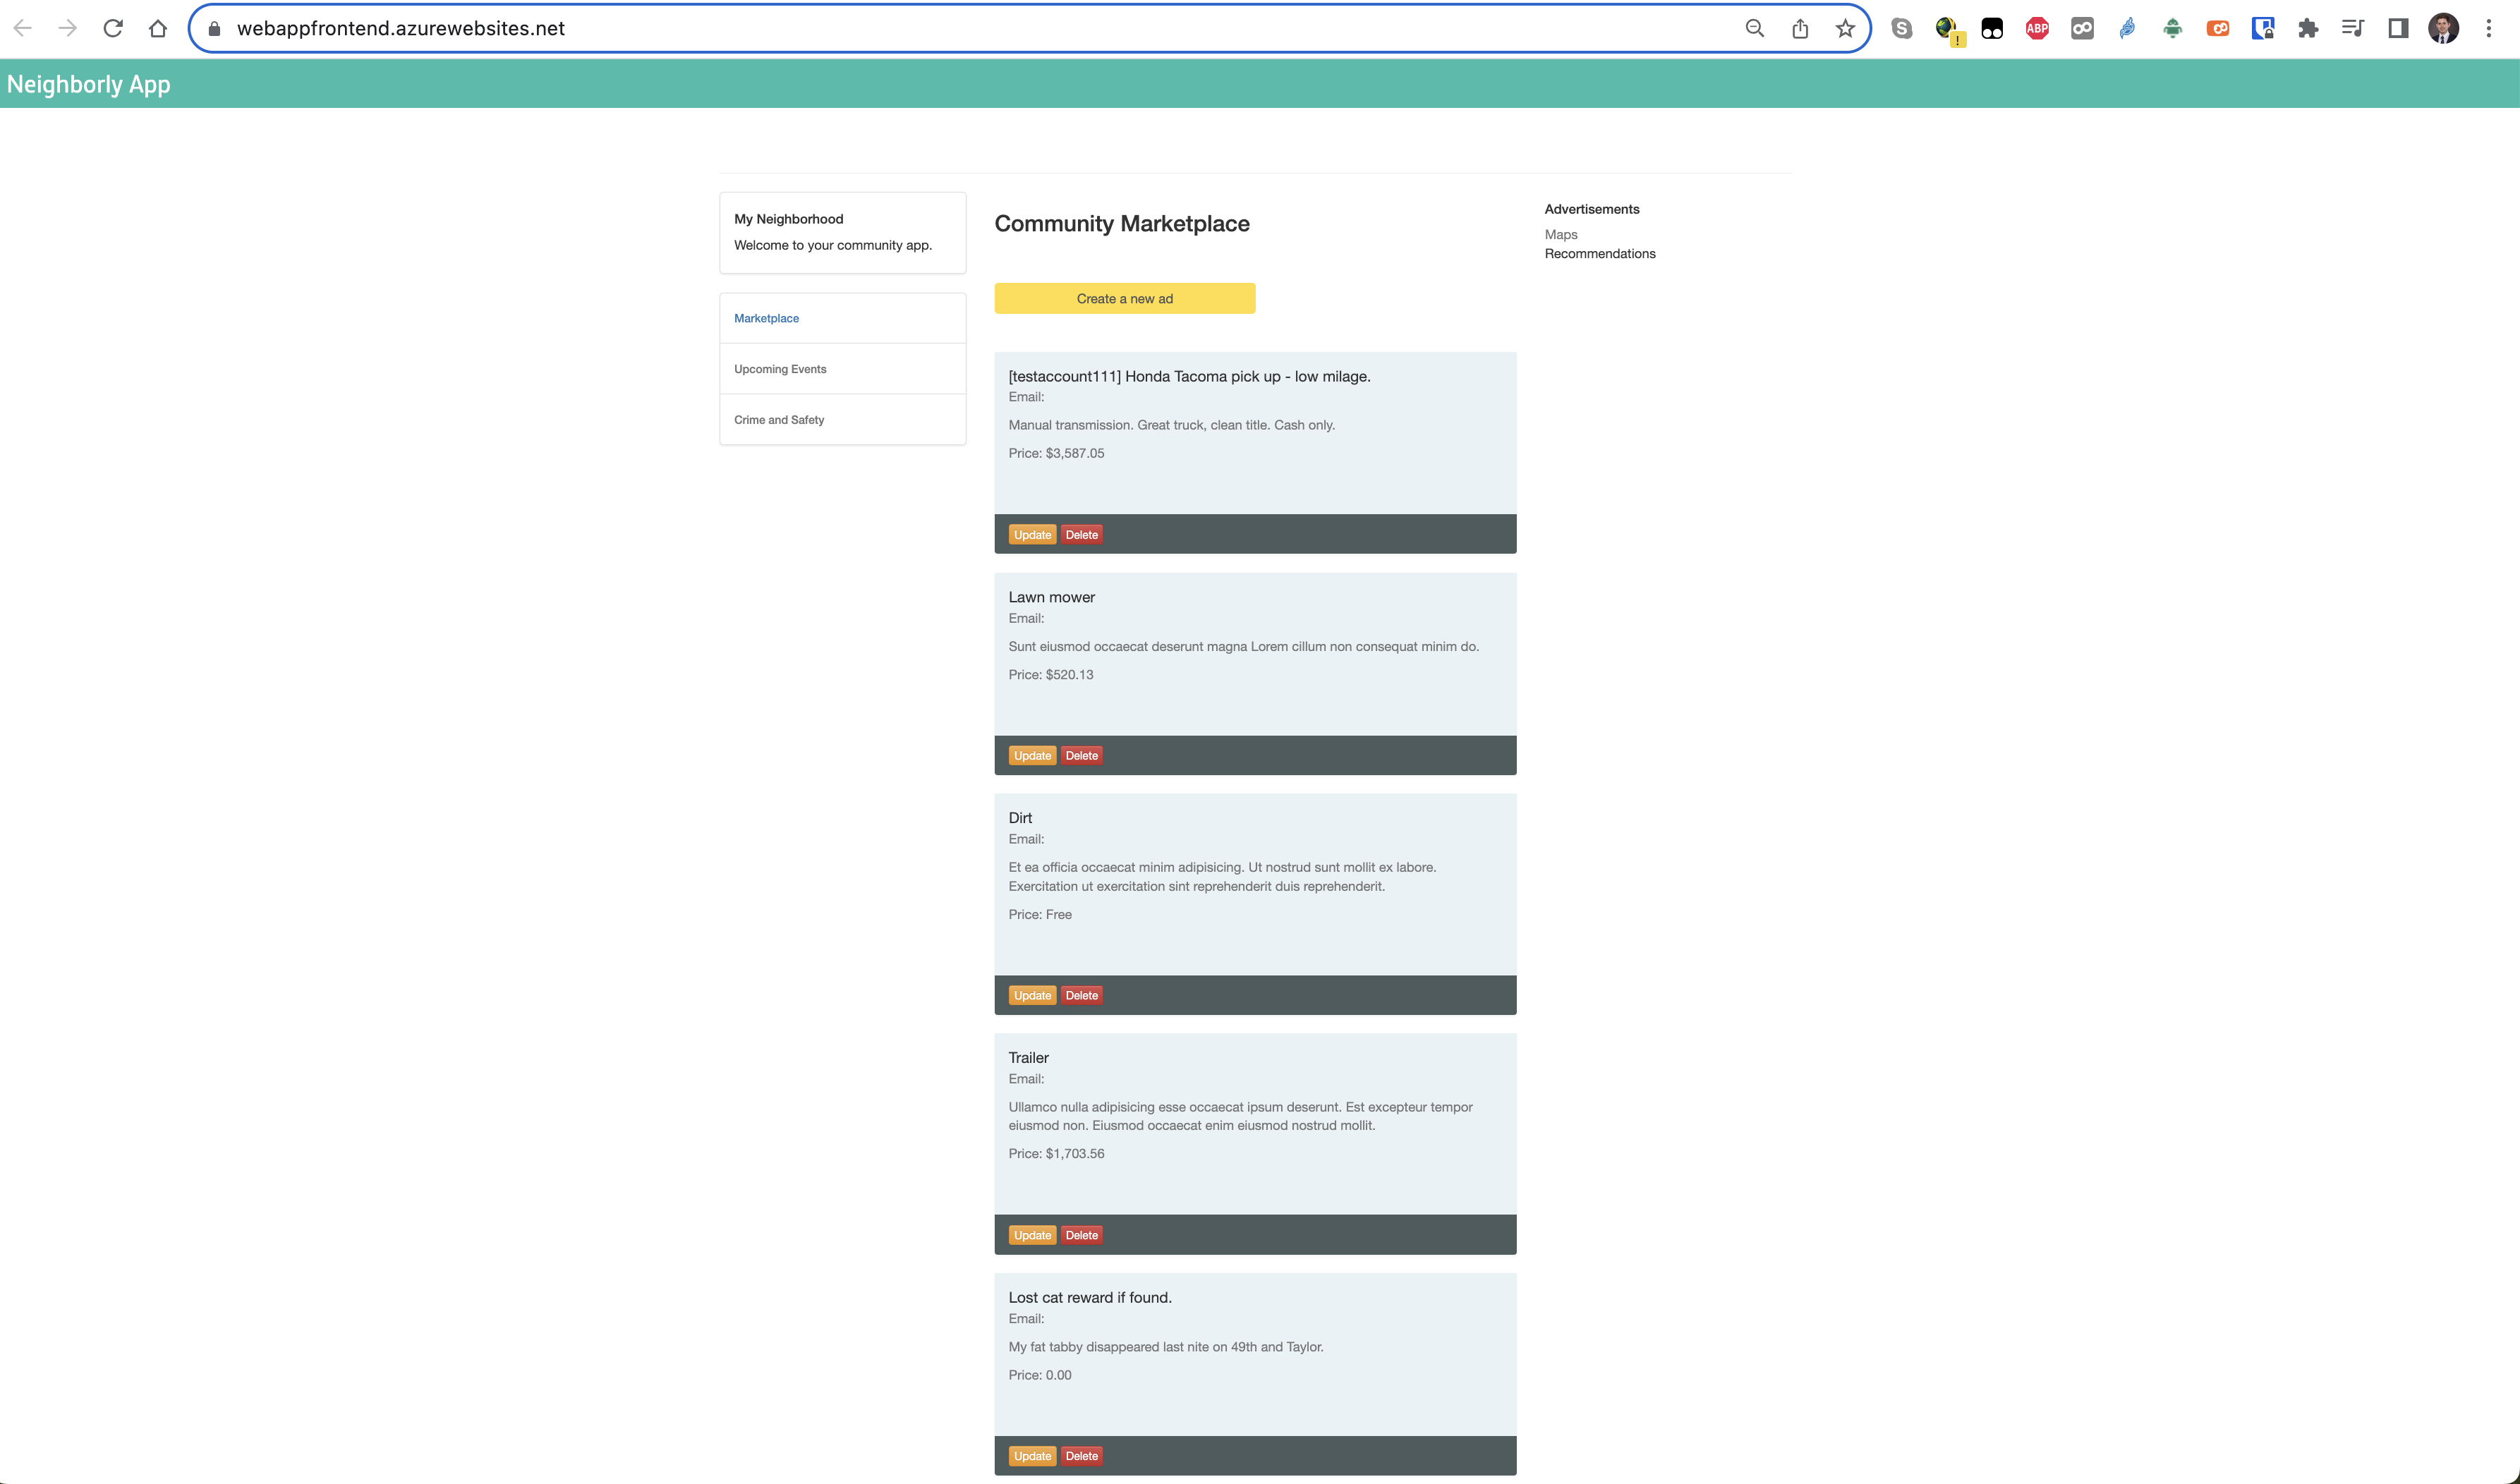 webappfrontend.azurewebsites.net
ABP
Neighborly App
My Neighborhood
Welcome to your community app.
Marketplace
Upcoming Events
Crime and Safety
Community Marketplace
Create a new ad
[testaccount111] Honda Tacoma pick up - low milage.
Email:
Manual transmission. Great truck, clean title. Cash only.
Price: $3,587.05
Update Delete
Lawn mower
Email:
Sunt eiusmod occaecat deserunt magna Lorem cillum non consequat minim do.
Price: $520.13
Update Delete
Dirt
Email:
Et ea officia occaecat minim adipisicing. Ut nostrud sunt mollit ex labore.
Exercitation ut exercitation sint reprehenderit duis reprehenderit.
Price: Free
Update Delete
Trailer
Email:
Ullamco nulla adipisicing esse occaecat ipsum deserunt. Est excepteur tempor
eiusmod non. Eiusmod occaecat enim eiusmod nostrud mollit.
Price: $1,703.56
Update Delete
Lost cat reward if found.
Email:
My fat tabby disappeared last nite on 49th and Taylor.
Price: 0.00
Update Delete
Advertisements
Maps
Recommendations